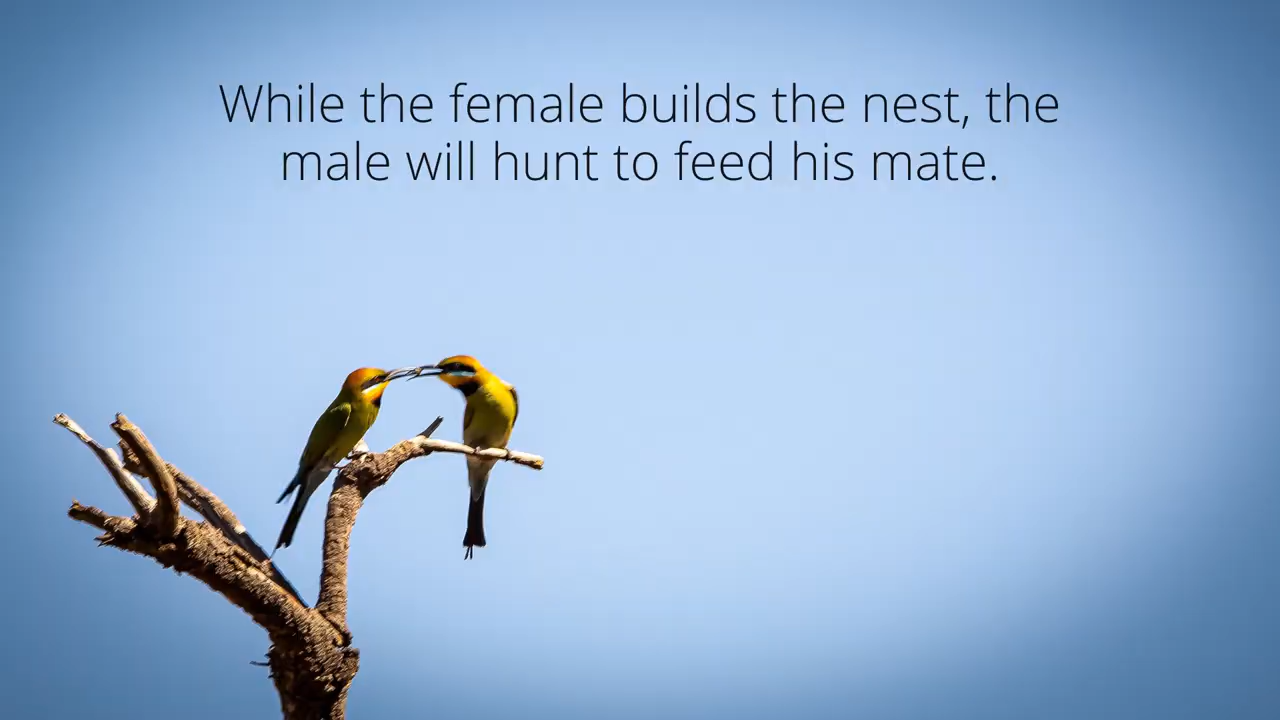 While the female builds the nest, the
male will hunt to feed his mate.